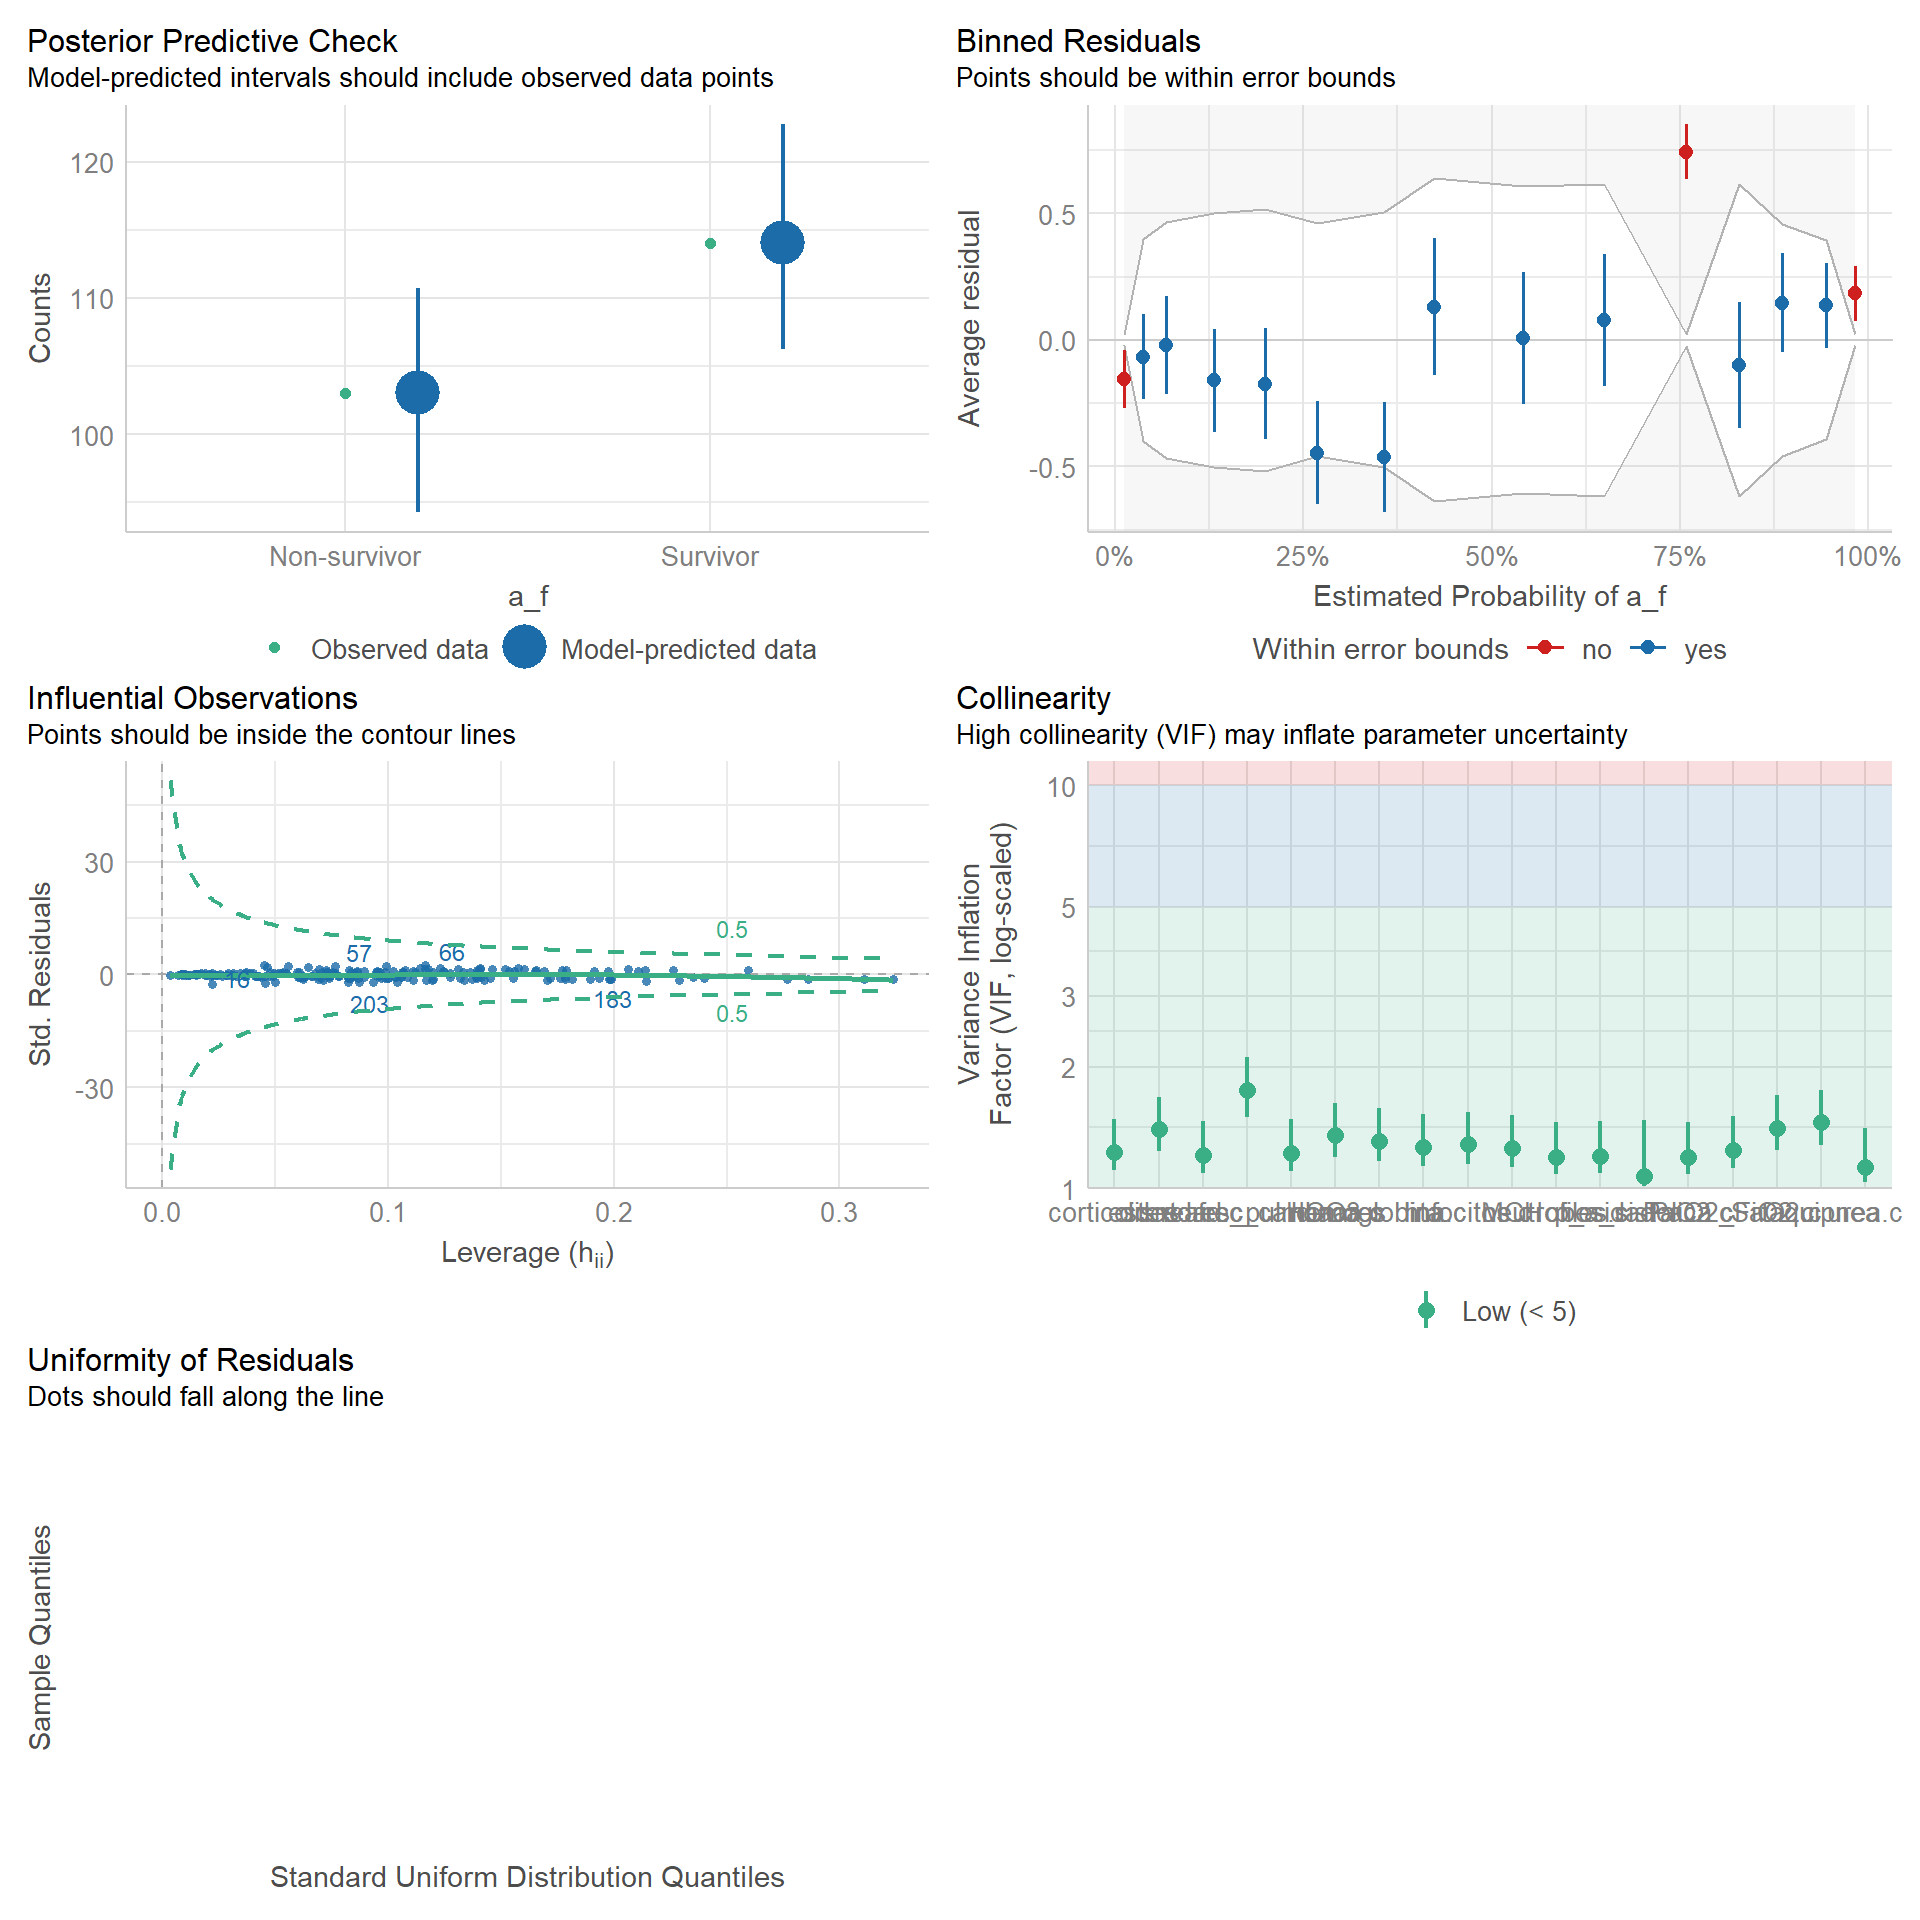 Posterior Predictive Check
Model-predicted intervals should include observed data points
Counts
120
110
100
Non-survivor
Survivor
a_f
Observed data
Model-predicted data
Binned Residuals
Points should be within error bounds
Average residual
0.5
0.0
-0.5
0%
25%
50%
75%
100%
Estimated Probability of a_f
Within error bounds
no
yes
Influential Observations
Points should be inside the contour lines
Std. Residuals
30
0
-30
0.5
57
66
16
203
183
0.5
0.0
0.1
0.2
0.3
Leverage (hii)
Collinearity
High collinearity (VIF) may inflate parameter uncertainty
Variance Inflation
Factor (VIF, log-scaled)
10
5
3
2
1
Low (< 5)
Uniformity of Residuals
Dots should fall along the line
Sample Quantiles
Standard Uniform Distribution Quantiles